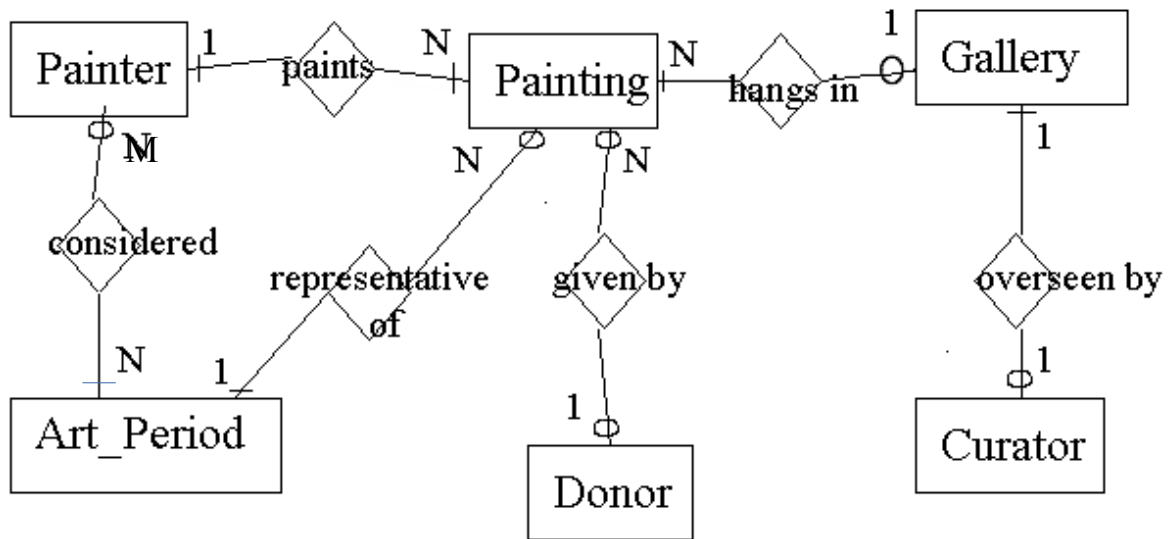 Painter
1
paints
N
Painting
N
hangs in
1
Gallery
M
N
N
1
considered
representative
of
given by
overseen by
N
1
1
1
Art_Period
Donor
Curator